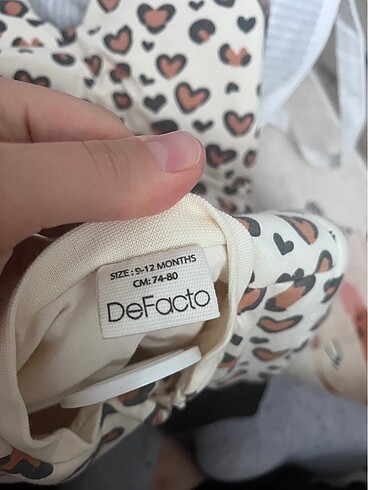 SIZE : 9-12 MONTHS
CM: 74-80
DeFacto